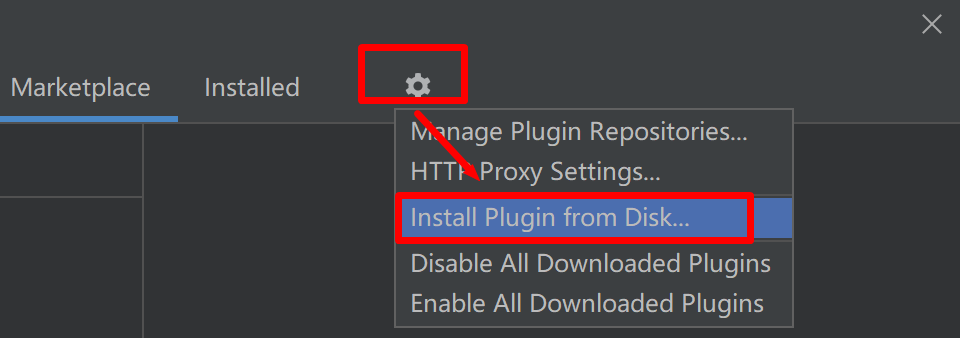 Marketplace
Installed
Manage Plugin Repositories...
HTTP Proxy Settings...
Install Plugin from Disk...
Disable All Downloaded Plugins
Enable All Downloaded Plugins